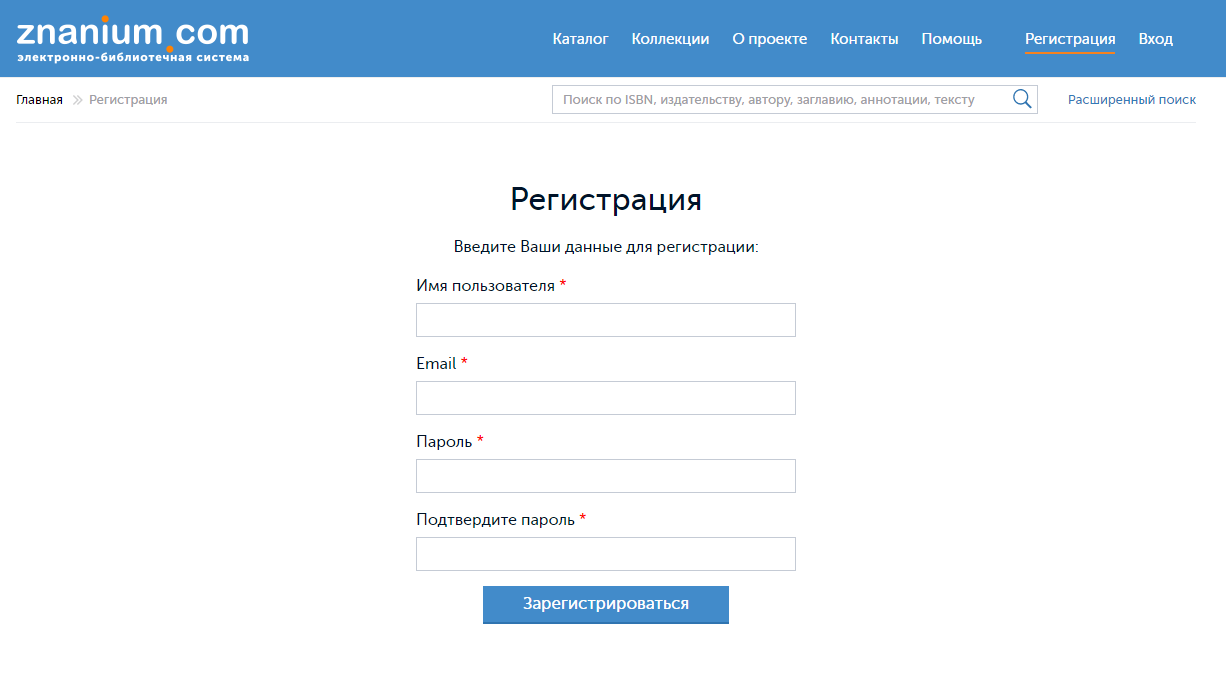 znanium.com
электронно-библиотечная система
Каталог Коллекции О проекте Контакты Помощь Регистрация Вход
Главная Регистрация
Поиск по ISBN, издательству, автору, заглавию, аннотации, тексту
Расширенный поиск
Регистрация
Введите Ваши данные для регистрации:
Имя пользователя *
Email *
Пароль *
Подтвердите пароль *
Зарегистрироваться